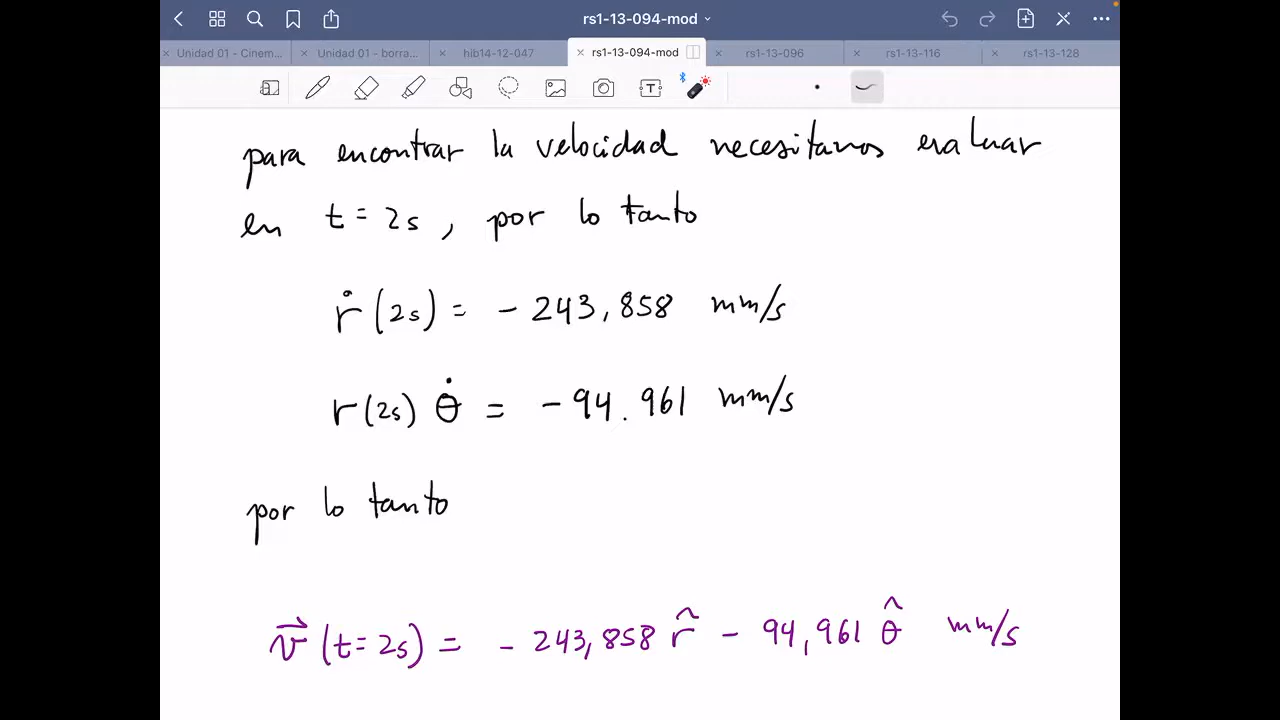 rs1-13-094-mod
Unidad 01 - Cinem...
Unidad 01 - borra...
hib14-12-047
rs1-13-094-mod
rs1-13-096
rs1-13-116
rs1-13-128
para encontrar la velocidad necesitamos evaluar
en t = 2s, por lo tanto
ṙ(2s) = - 243,858 mm/s
r(2s) θ̇ = - 94.961 mm/s
por lo tanto
v⃗(t=2s) = - 243,858 r̂ - 94,961 θ̂ mm/s